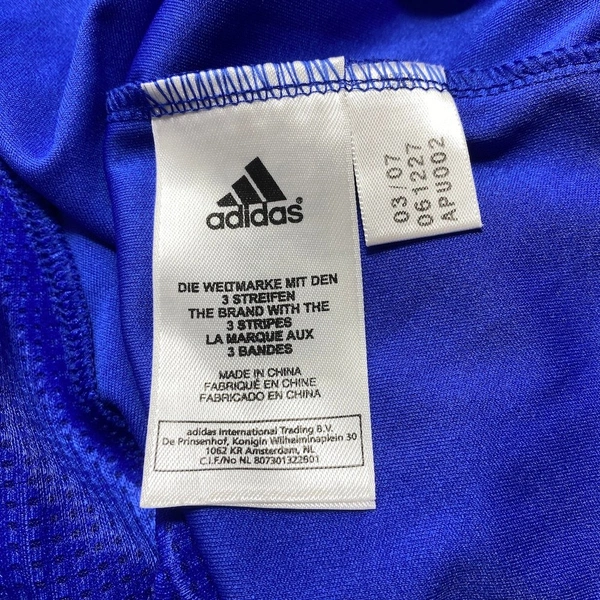 adidas®
DIE WELTMARKE MIT DEN
3 STREIFEN
THE BRAND WITH THE
3 STRIPES
LA MARQUE AUX
3 BANDES
MADE IN CHINA
FABRIQUÉ EN CHINE
FABRICADO EN CHINA
adidas International Trading B.V.
De Prinsenhof, Konigin Wilhelminaplein 30
1062 KR Amsterdam, NL
C.I.F./No NL 807301322B01
03/07
061227
APU002